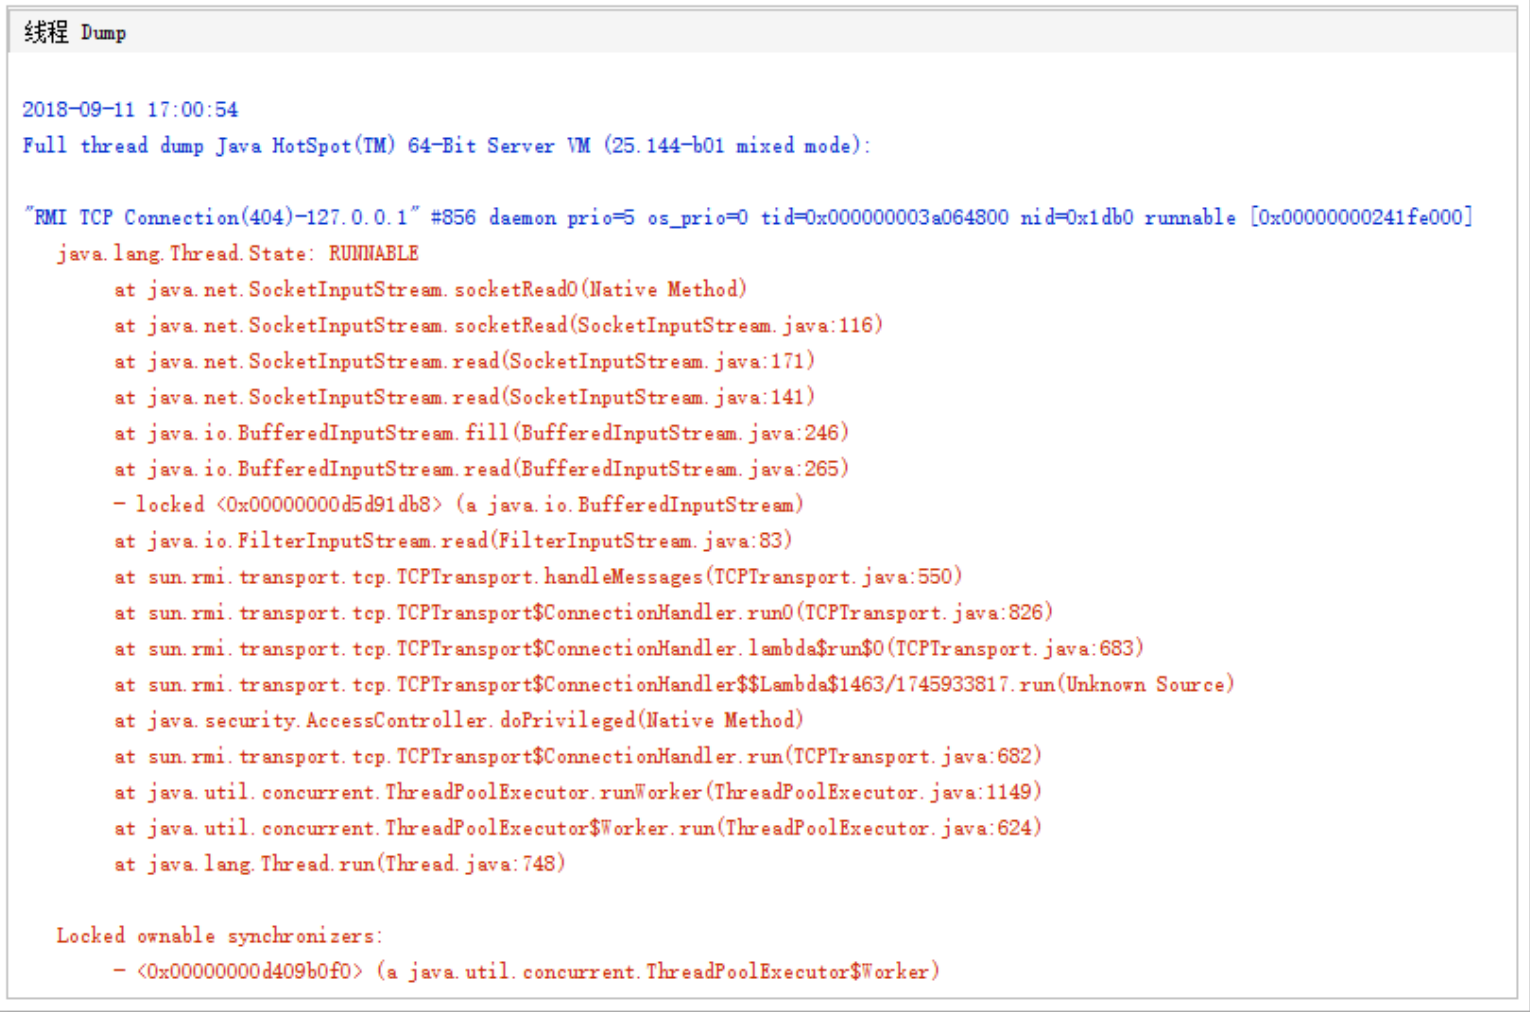 线程 Dump
2018-09-11 17:00:54
Full thread dump Java HotSpot(TM) 64-Bit Server VM (25.144-b01 mixed mode):
"RMI TCP Connection(404)-127.0.0.1" #856 daemon prio=5 os_prio=0 tid=0x000000003a064800 nid=0x1db0 runnable [0x00000000241fe000]
java.lang.Thread.State: RUNNABLE
at java.net.SocketInputStream.socketRead0(Native Method)
at java.net.SocketInputStream.socketRead(SocketInputStream.java:116)
at java.net.SocketInputStream.read(SocketInputStream.java:171)
at java.net.SocketInputStream.read(SocketInputStream.java:141)
at java.io.BufferedInputStream.fill(BufferedInputStream.java:246)
at java.io.BufferedInputStream.read(BufferedInputStream.java:265)
- locked <0x00000000d5d91db8> (a java.io.BufferedInputStream)
at java.io.FilterInputStream.read(FilterInputStream.java:83)
at sun.rmi.transport.tcp.TCPTransport.handleMessages(TCPTransport.java:550)
at sun.rmi.transport.tcp.TCPTransport$ConnectionHandler.run0(TCPTransport.java:826)
at sun.rmi.transport.tcp.TCPTransport$ConnectionHandler.lambda$run$0(TCPTransport.java:683)
at sun.rmi.transport.tcp.TCPTransport$ConnectionHandler$$Lambda$1463/1745933817.run(Unknown Source)
at java.security.AccessController.doPrivileged(Native Method)
at sun.rmi.transport.tcp.TCPTransport$ConnectionHandler.run(TCPTransport.java:682)
at java.util.concurrent.ThreadPoolExecutor.runWorker(ThreadPoolExecutor.java:1149)
at java.util.concurrent.ThreadPoolExecutor$Worker.run(ThreadPoolExecutor.java:624)
at java.lang.Thread.run(Thread.java:748)
Locked ownable synchronizers:
- <0x00000000d409b0f0> (a java.util.concurrent.ThreadPoolExecutor$Worker)